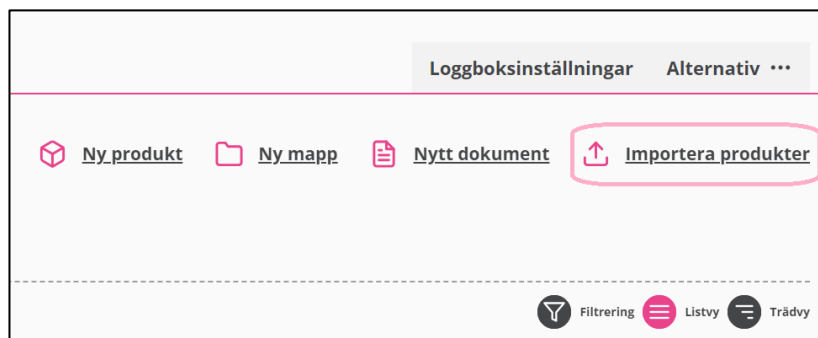 Loggboksinställningar Alternativ ···
Ny produkt Ny mapp Nytt dokument Importera produkter
Filtrering Listvy Trädvy